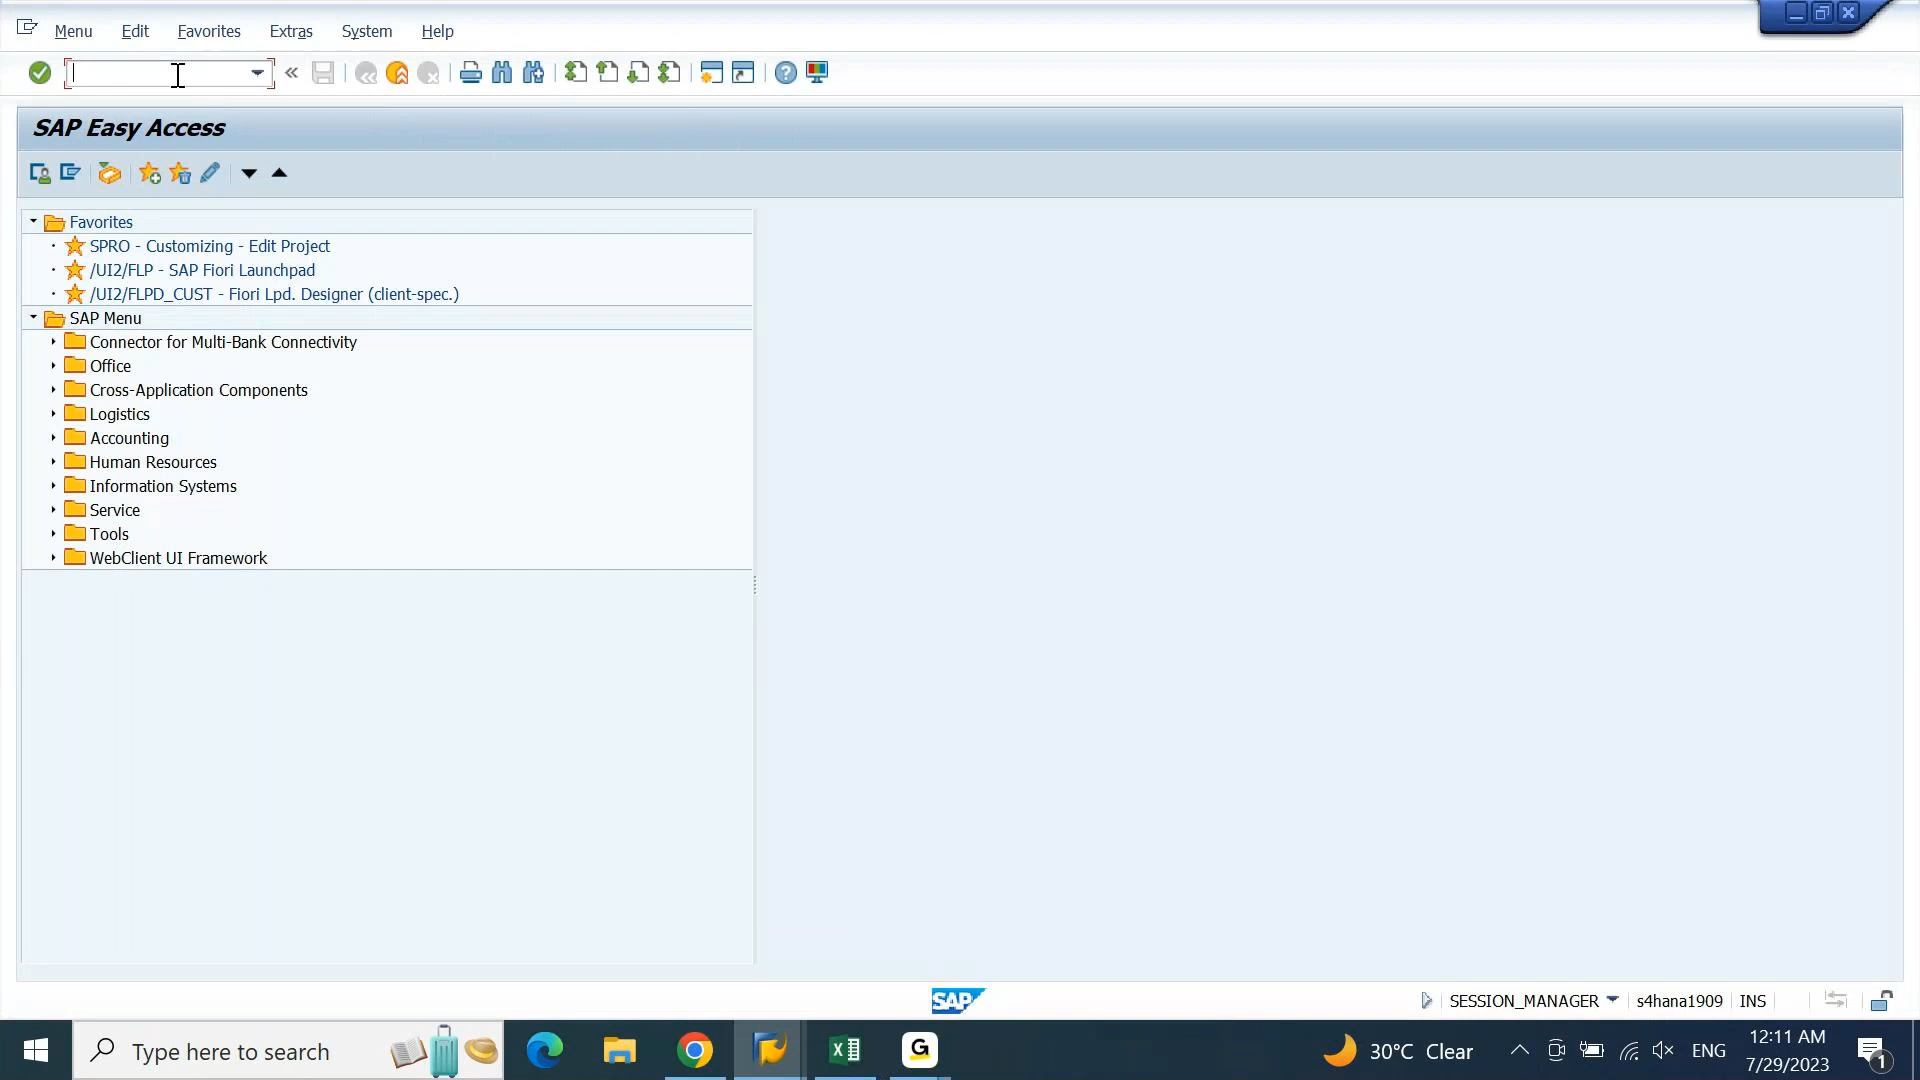 Menu Edit Favorites Extras System Help
SAP Easy Access
Favorites
SPRO - Customizing - Edit Project
/UI2/FLP - SAP Fiori Launchpad
/UI2/FLPD_CUST - Fiori Lpd. Designer (client-spec.)
SAP Menu
Connector for Multi-Bank Connectivity
Office
Cross-Application Components
Logistics
Accounting
Human Resources
Information Systems
Service
Tools
WebClient UI Framework
SAP
SESSION_MANAGER s4hana1909 INS
Type here to search
G
30°C Clear
ENG
12:11 AM
7/29/2023
1